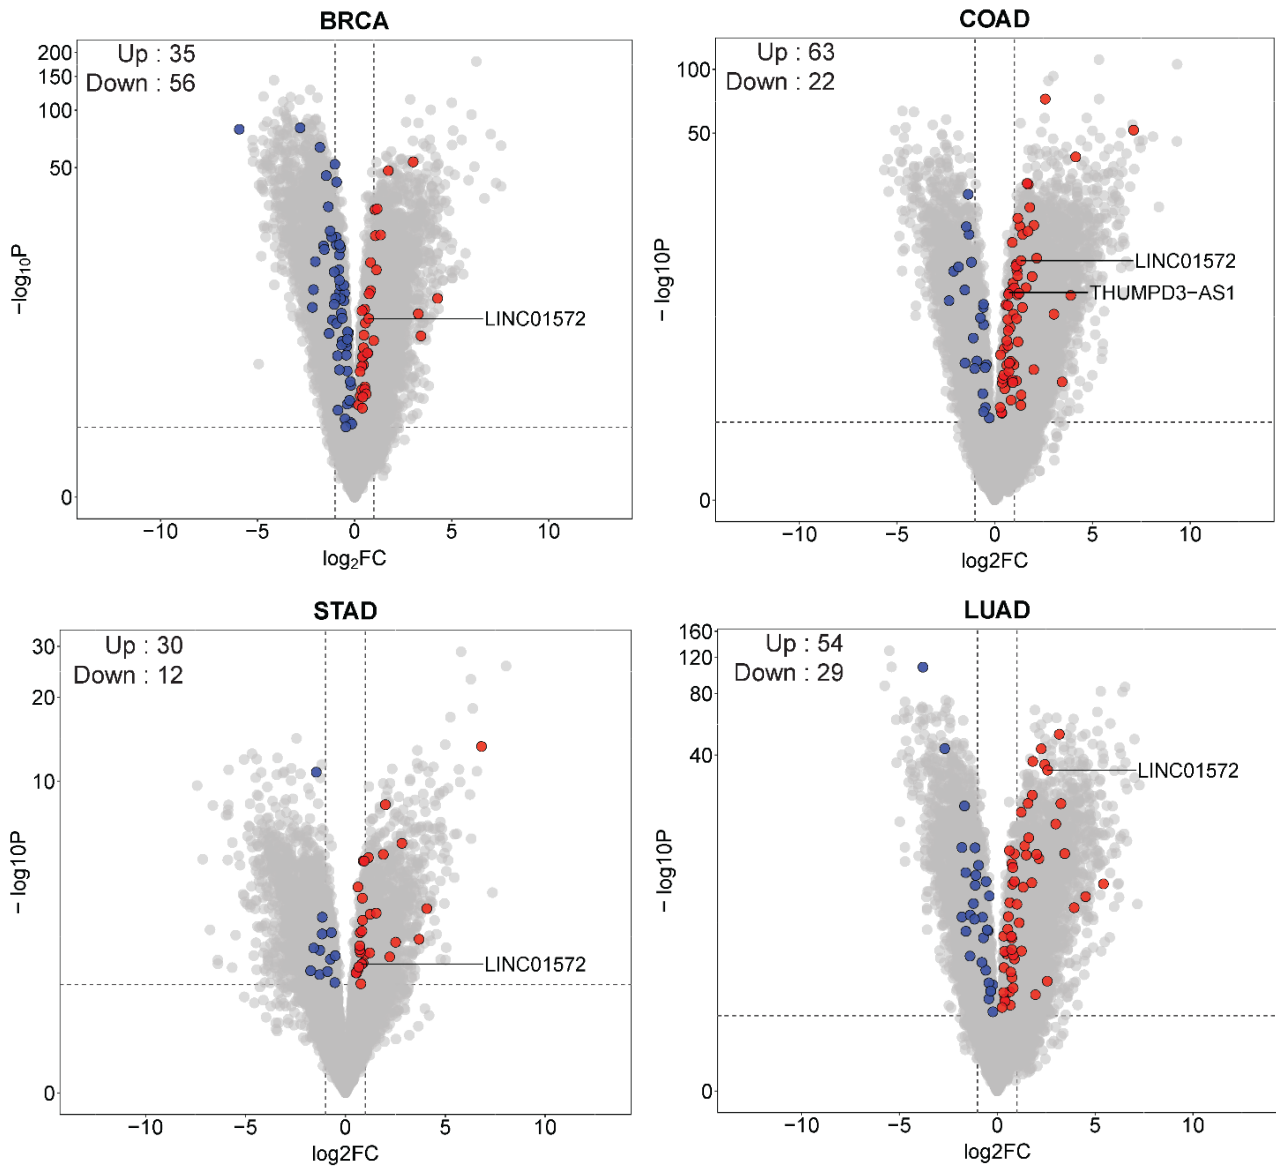 BRCA
Up : 35
Down : 56
200
150
100
50
0
−log₁₀P
LINC01572
−10
−5
0
5
10
log₂FC
COAD
Up : 63
Down : 22
100
50
0
− log10P
LINC01572
THUMPD3−AS1
−10
−5
0
5
10
log2FC
STAD
Up : 30
Down : 12
30
20
10
0
− log10P
LINC01572
−10
−5
0
5
10
log2FC
LUAD
Up : 54
Down : 29
160
120
80
40
0
− log10P
LINC01572
−10
−5
0
5
10
log2FC